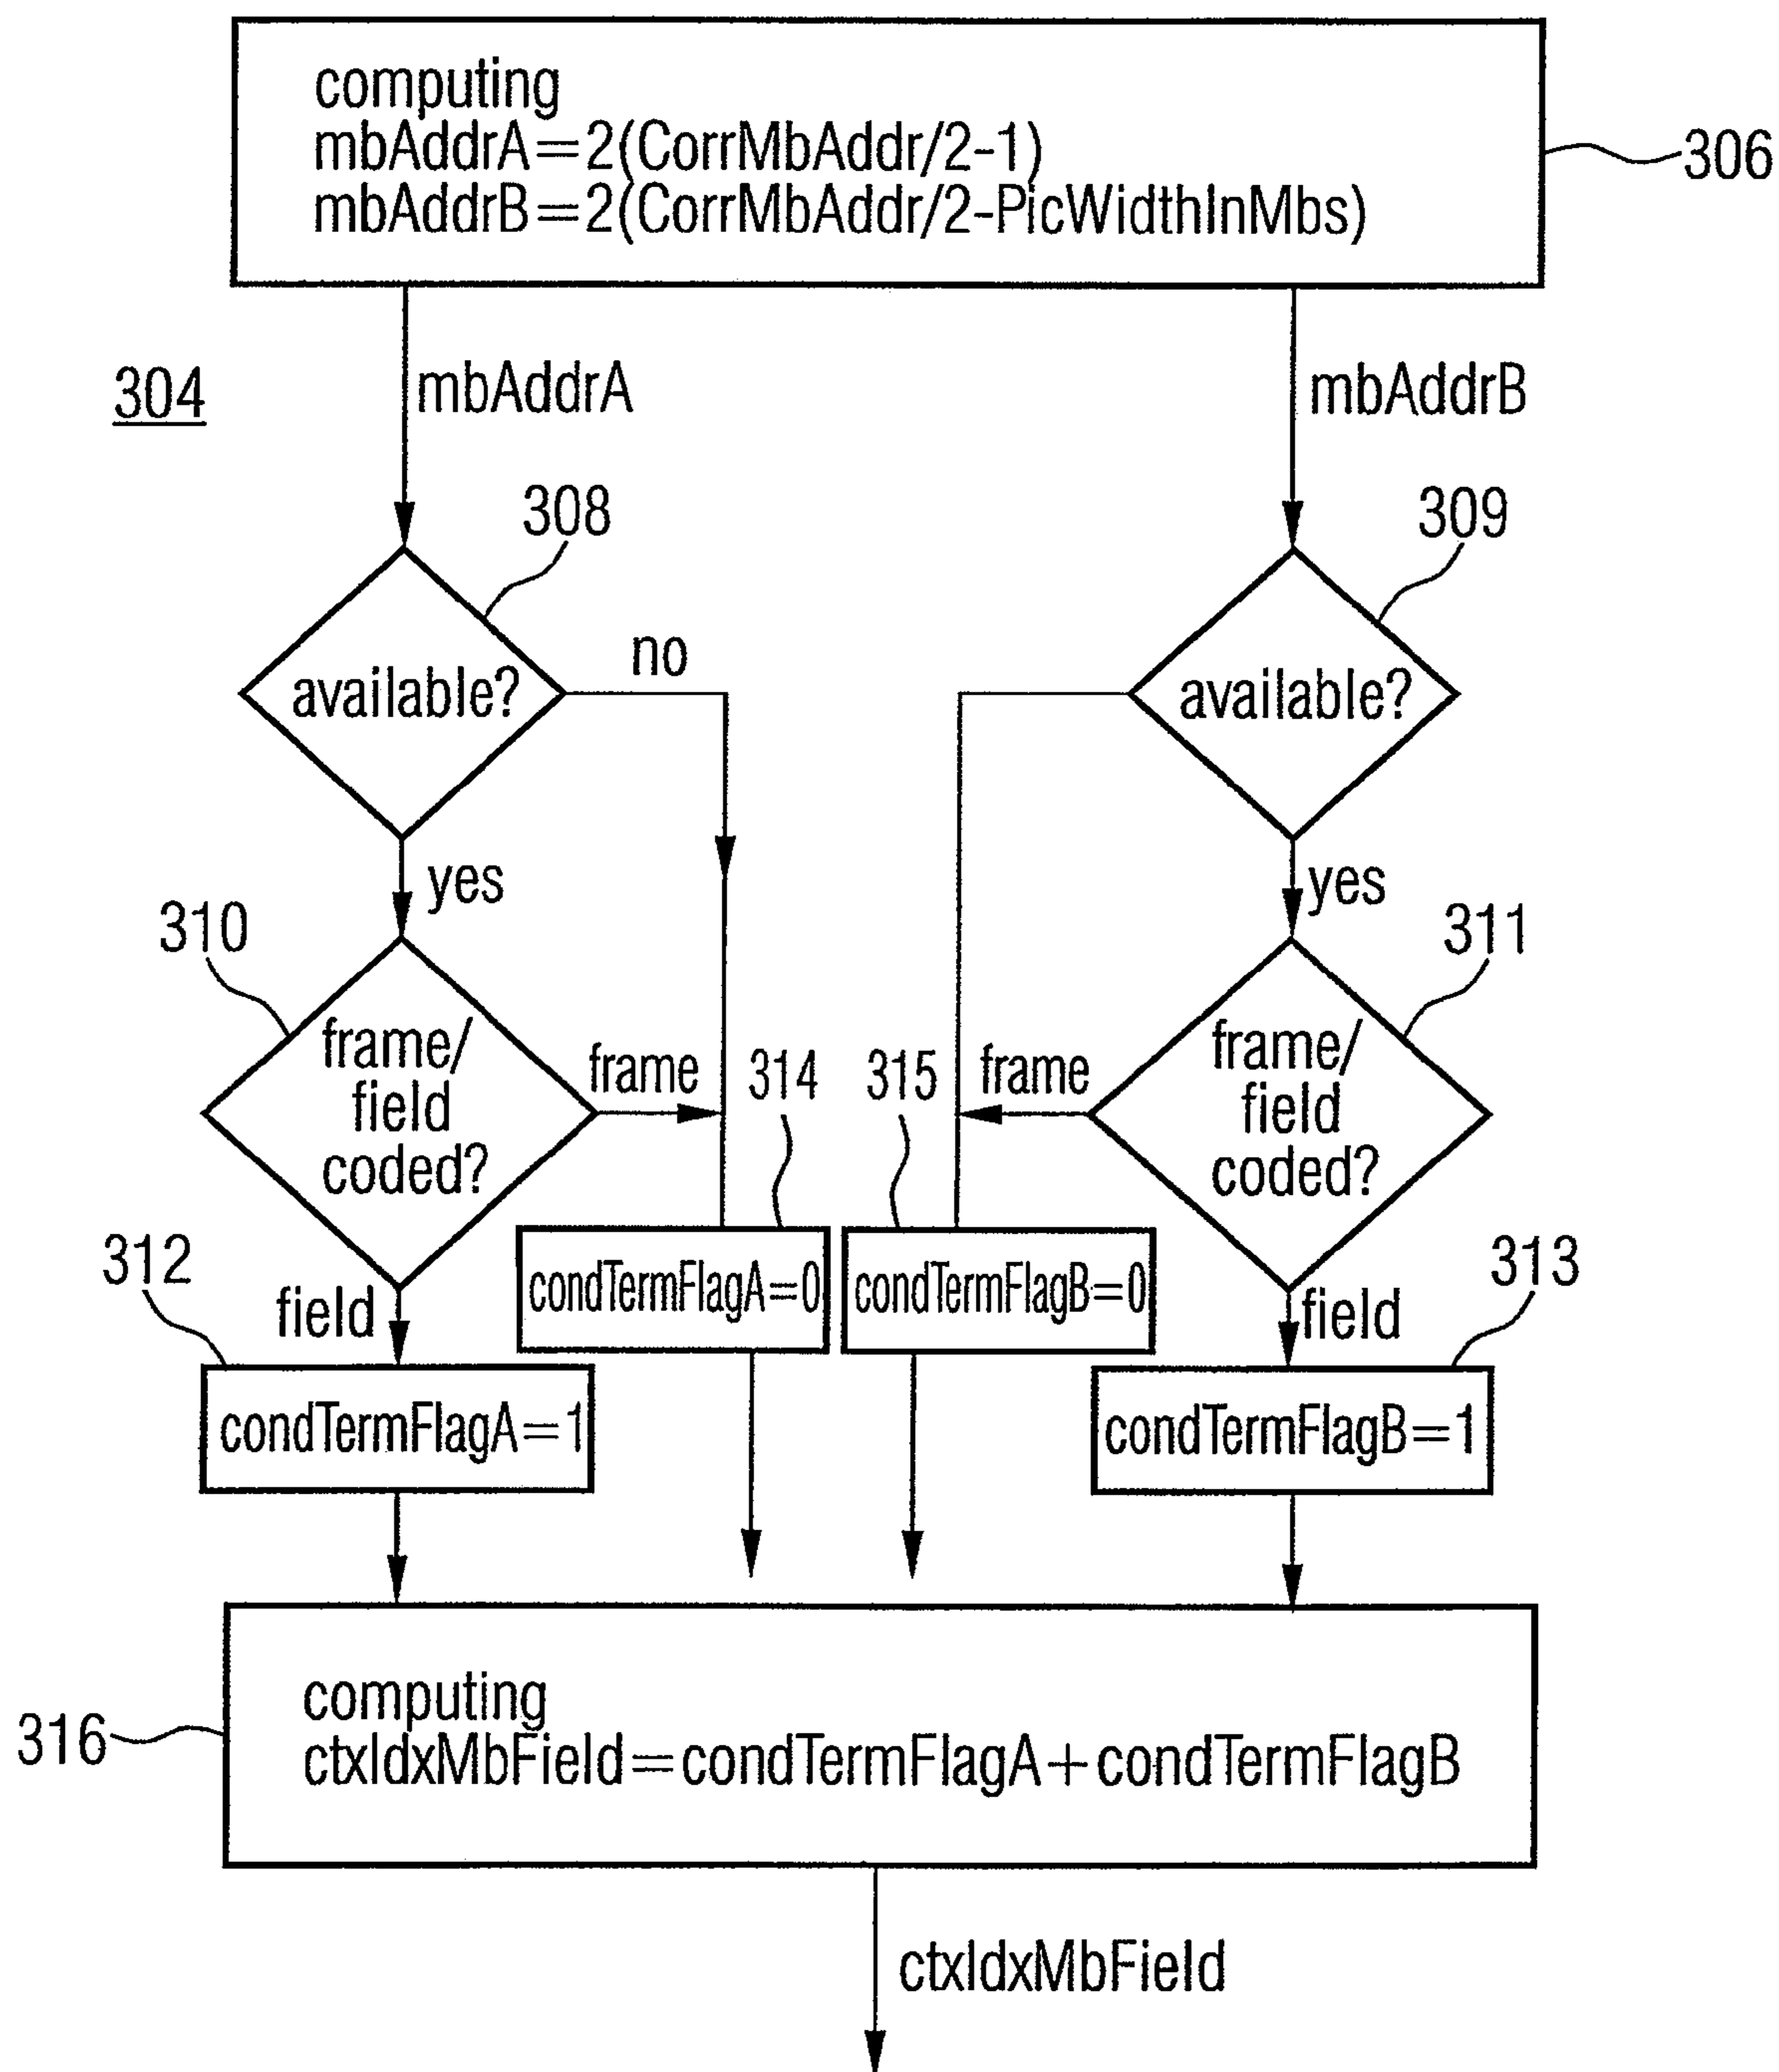 computing
mbAddrA=2(CorrMbAddr/2-1)
mbAddrB=2(CorrMbAddr/2-PicWidthInMbs)
306
304
mbAddrA
mbAddrB
308
309
available?
no
available?
yes
yes
310
311
frame/
field
coded?
frame
314
315
frame
frame/
field
coded?
312
field
condTermFlagA=0
condTermFlagB=0
field
313
condTermFlagA=1
condTermFlagB=1
316
computing
ctxIdxMbField=condTermFlagA+condTermFlagB
ctxIdxMbField